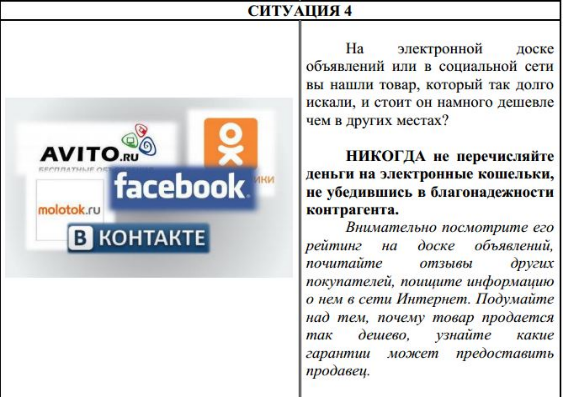 СИТУАЦИЯ 4
AVITO.RU
БЕСПЛАТНЫЕ ОБ
НИКИ
facebook
molotok.ru
В КОНТАКТЕ
На электронной доске
объявлений или в социальной сети
вы нашли товар, который так долго
искали, и стоит он намного дешевле
чем в других местах?
НИКОГДА не перечисляйте
деньги на электронные кошельки,
не убедившись в благонадежности
контрагента.
Внимательно посмотрите его
рейтинг на доске объявлений,
почитайте отзывы других
покупателей, поищите информацию
о нем в сети Интернет. Подумайте
над тем, почему товар продается
так дешево, узнайте какие
гарантии может предоставить
продавец.